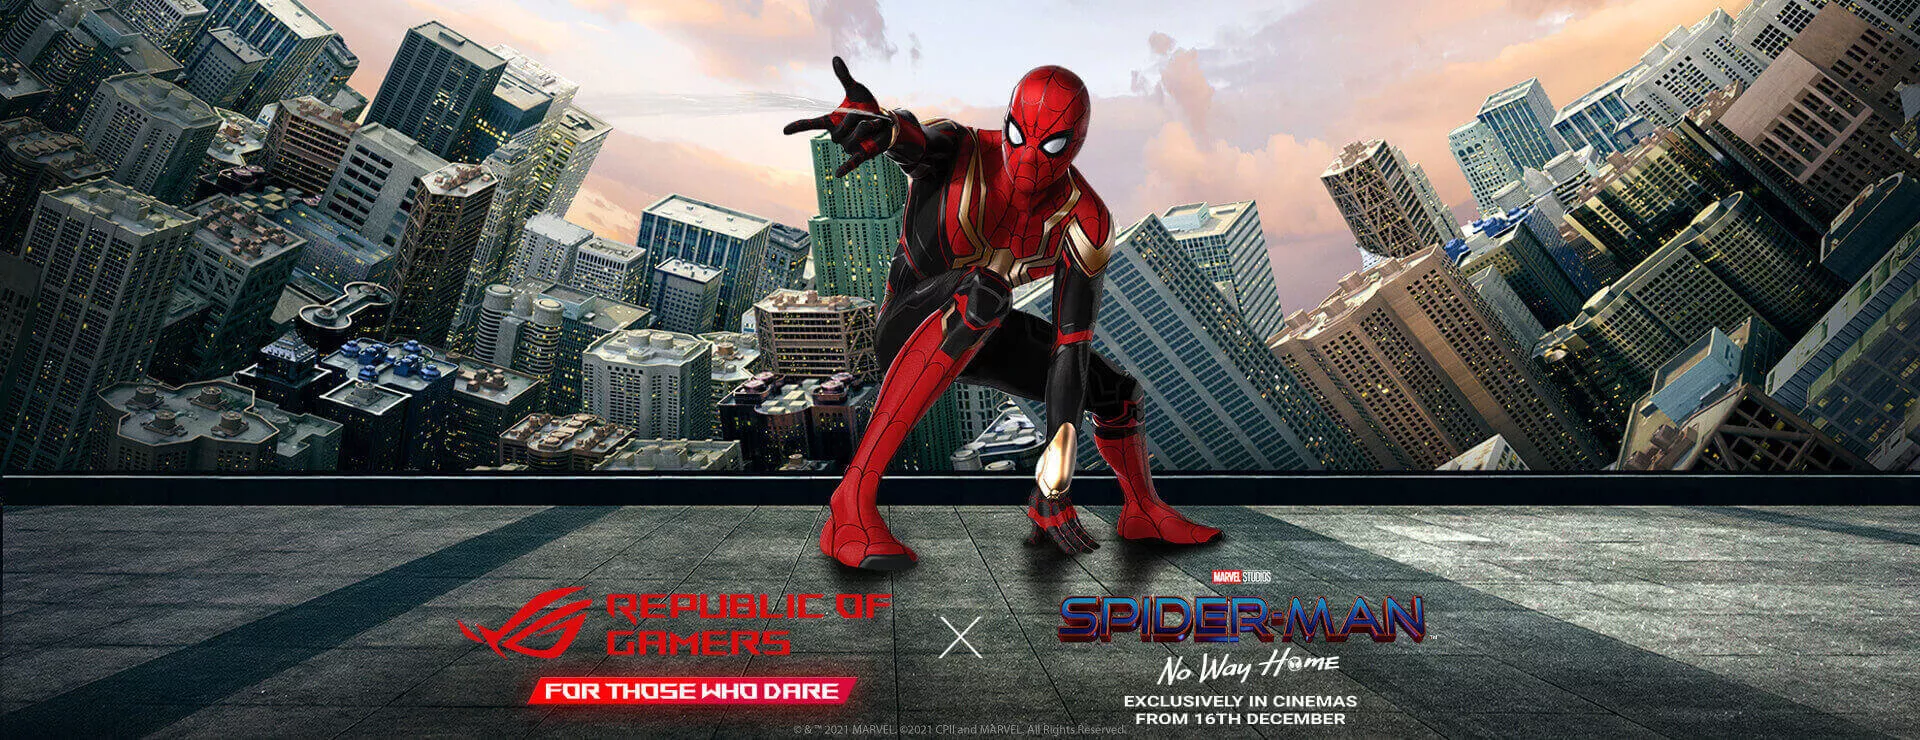 REPUBLIC OF
GAMERS
FOR THOSE WHO DARE
X
MARVEL STUDIOS
SPIDER-MAN™
No Way Home
EXCLUSIVELY IN CINEMAS
FROM 16TH DECEMBER
© & ™ 2021 MARVEL. ©2021 CPII and MARVEL. All Rights Reserved.